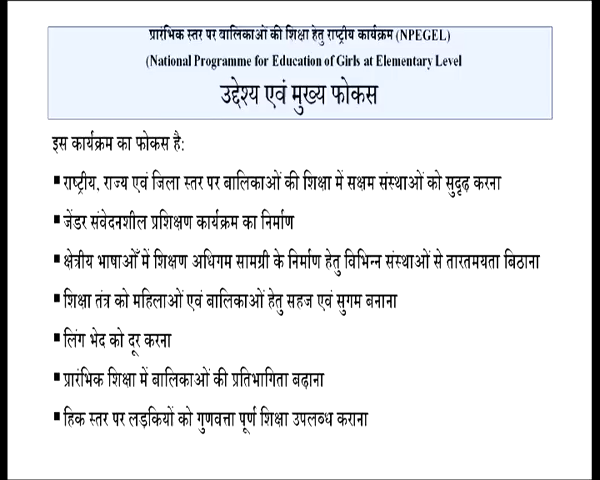 प्रारंभिक स्तर पर बालिकाओं की शिक्षा हेतु राष्ट्रीय कार्यक्रम (NPEGEL)
(National Programme for Education of Girls at Elementary Level
उद्देश्य एवं मुख्य फोकस
इस कार्यक्रम का फोकस है:
▪ राष्ट्रीय, राज्य एवं जिला स्तर पर बालिकाओं की शिक्षा में सक्षम संस्थाओं को सुदृढ़ करना
▪ जेंडर संवेदनशील प्रशिक्षण कार्यक्रम का निर्माण
▪ क्षेत्रीय भाषाओँ में शिक्षण अधिगम सामग्री के निर्माण हेतु विभिन्न संस्थाओं से तारतमयता बिठाना
▪ शिक्षा तंत्र को महिलाओं एवं बालिकाओं हेतु सहज एवं सुगम बनाना
▪ लिंग भेद को दूर करना
▪ प्रारंभिक शिक्षा में बालिकाओं की प्रतिभागिता बढ़ाना
▪ हिक स्तर पर लड़कियों को गुणवत्ता पूर्ण शिक्षा उपलब्ध कराना